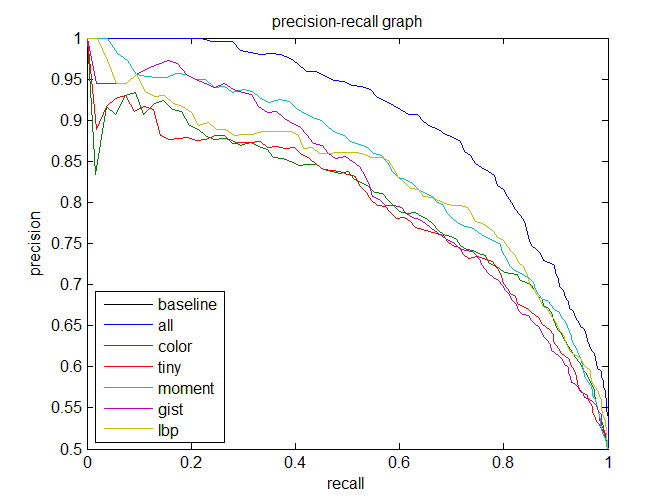 precision-recall graph
1
0.95
0.9
0.85
0.8
0.75
0.7
0.65
0.6
0.55
0.5
precision
baseline
all
color
tiny
moment
gist
lbp
0 0.2 0.4 0.6 0.8 1
recall